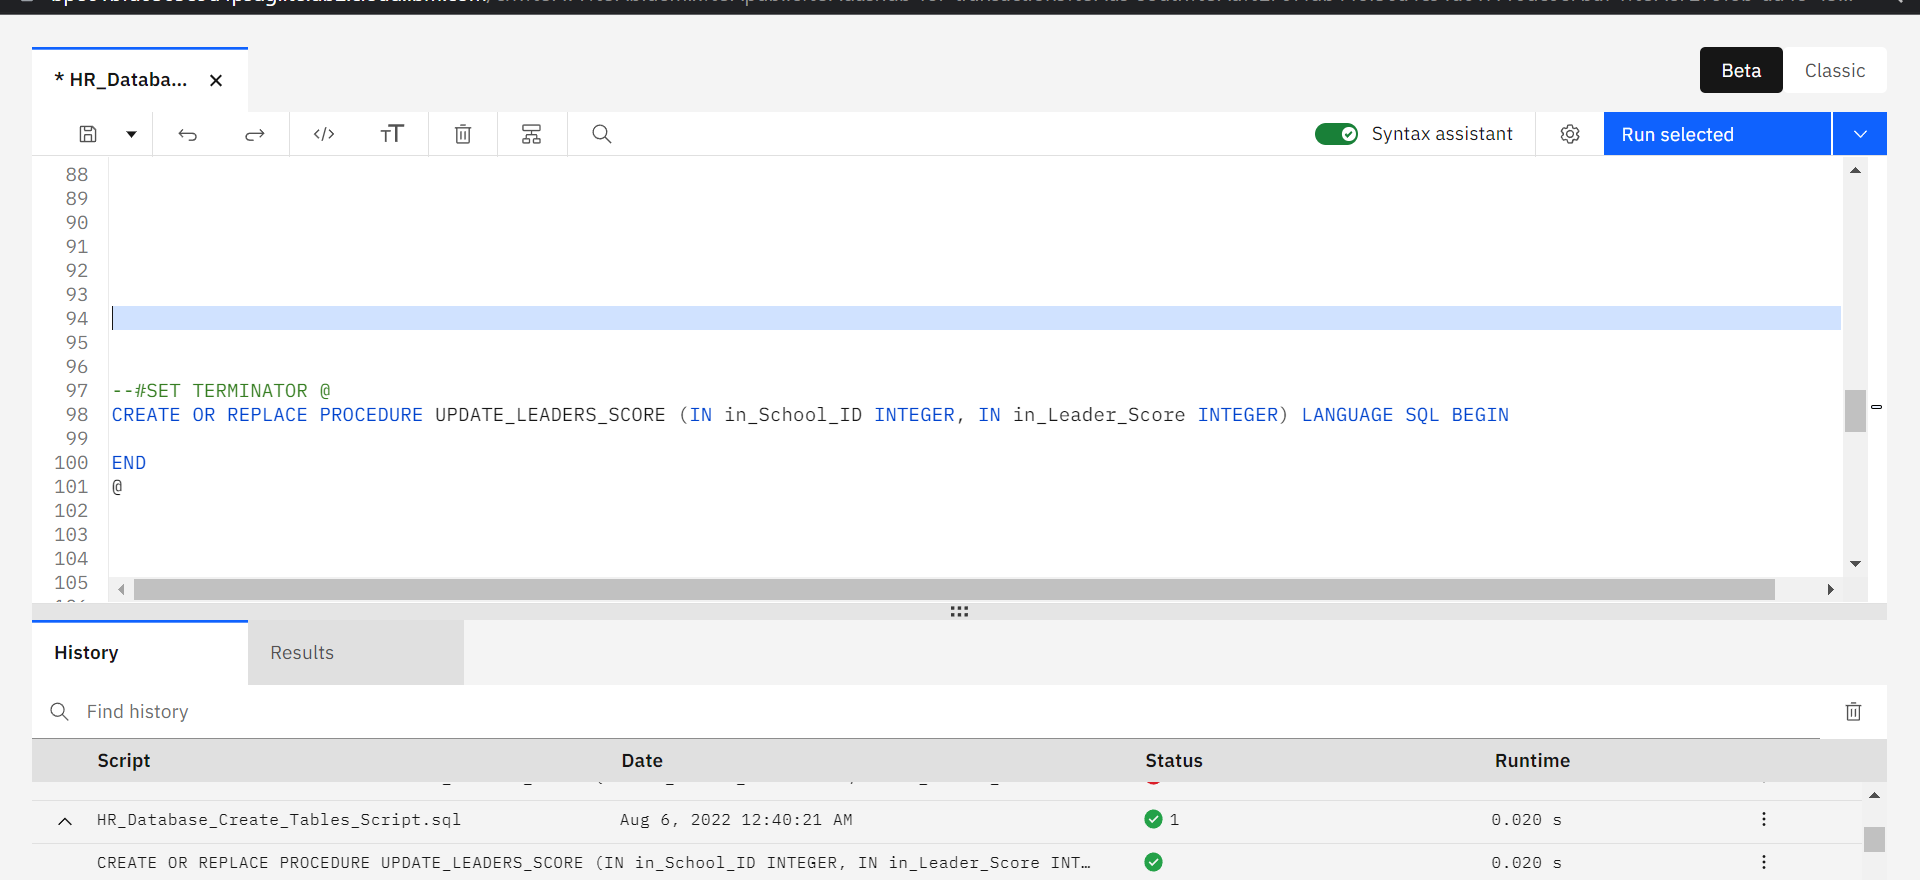 * HR_Databa...
Beta
Classic
</>
TT
Syntax assistant
Run selected
88
89
90
91
92
93
94
95
96
97 --#SET TERMINATOR @
98 CREATE OR REPLACE PROCEDURE UPDATE_LEADERS_SCORE (IN in_School_ID INTEGER, IN in_Leader_Score INTEGER) LANGUAGE SQL BEGIN
99
100 END
101 @
102
103
104
105
History
Results
Find history
Script Date Status Runtime
HR_Database_Create_Tables_Script.sql Aug 6, 2022 12:40:21 AM 1 0.020 s
CREATE OR REPLACE PROCEDURE UPDATE_LEADERS_SCORE (IN in_School_ID INTEGER, IN in_Leader_Score INT… 0.020 s